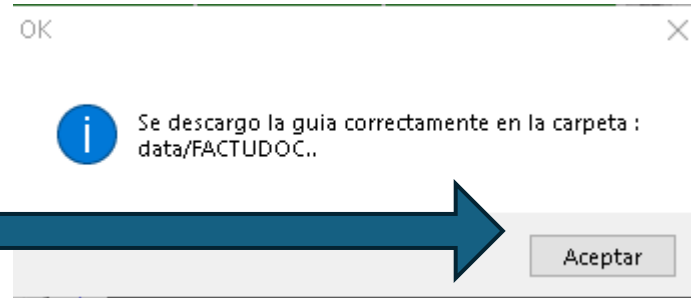 OK
Se descargo la guia correctamente en la carpeta :
data/FACTUDOC..
Aceptar